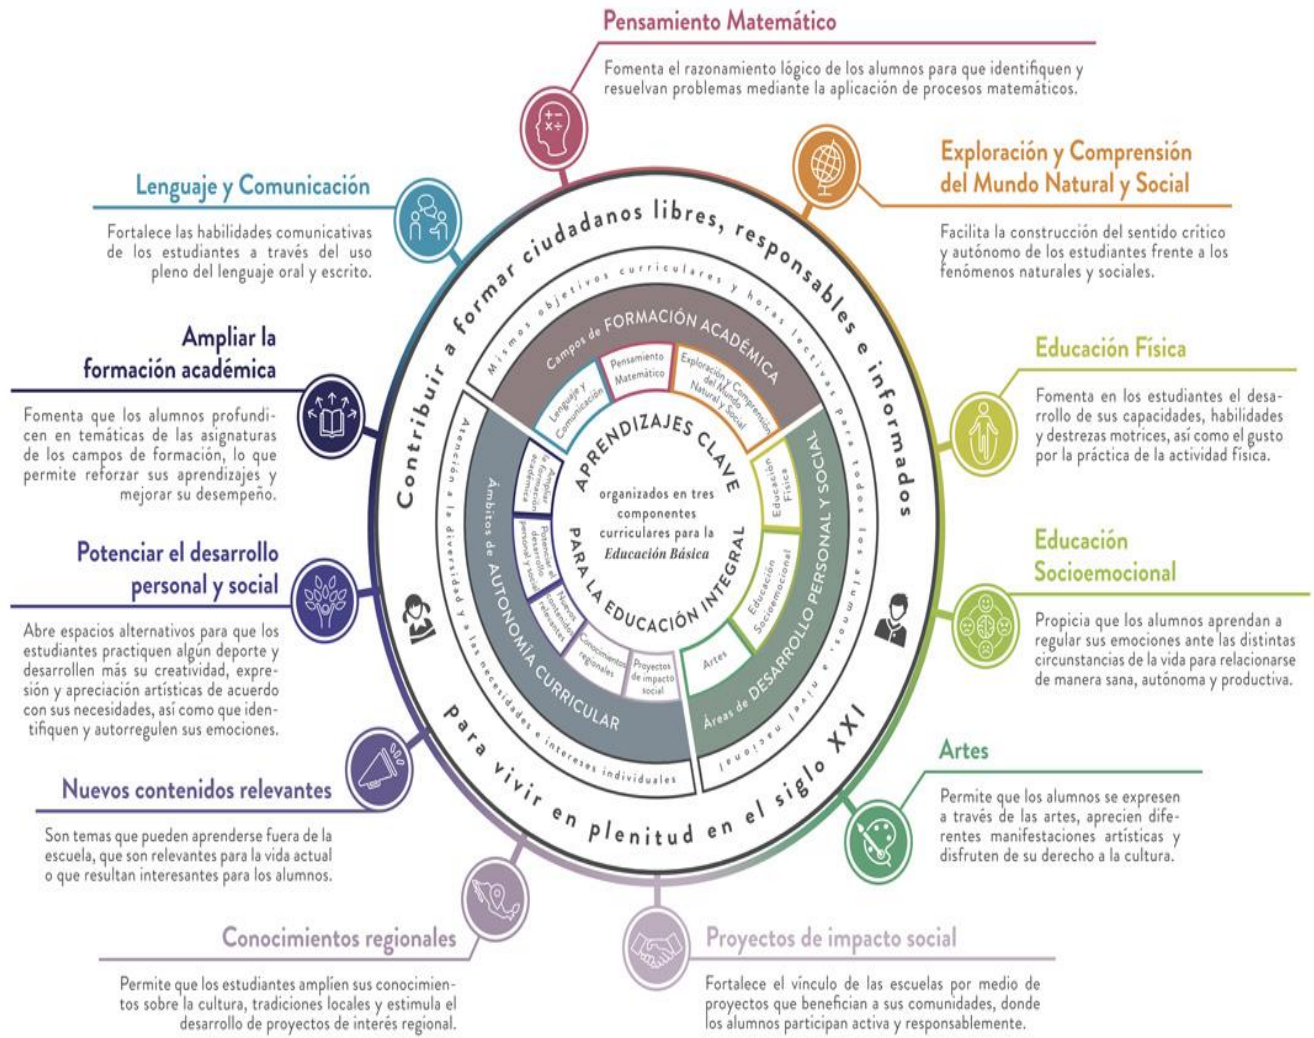 Pensamiento Matemático
Fomenta el razonamiento lógico de los alumnos para que identifiquen y
resuelvan problemas mediante la aplicación de procesos matemáticos.
Exploración y Comprensión
del Mundo Natural y Social
Facilita la construcción del sentido crítico
y autónomo de los estudiantes frente a los
fenómenos naturales y sociales.
Educación Física
Fomenta en los estudiantes el desa-
rrollo de sus capacidades, habilidades
y destrezas motrices, así como el gusto
por la práctica de la actividad física.
Educación
Socioemocional
Propicia que los alumnos aprendan a
regular sus emociones ante las distintas
circunstancias de la vida para relacionarse
de manera sana, autónoma y productiva.
Artes
Permite que los alumnos se expresen
a través de las artes, aprecien dife-
rentes manifestaciones artísticas y
disfruten de su derecho a la cultura.
Proyectos de impacto social
Fortalece el vínculo de las escuelas por medio de
proyectos que benefician a sus comunidades, donde
los alumnos participan activa y responsablemente.
Conocimientos regionales
Permite que los estudiantes amplíen sus conocimien-
tos sobre la cultura, tradiciones locales y estimula el
desarrollo de proyectos de interés regional.
Nuevos contenidos relevantes
Son temas que pueden aprenderse fuera de la
escuela, que son relevantes para la vida actual
o que resultan interesantes para los alumnos.
Potenciar el desarrollo
personal y social
Abre espacios alternativos para que los
estudiantes practiquen algún deporte y
desarrollen más su creatividad, expre-
sión y apreciación artísticas de acuerdo
con sus necesidades, así como que iden-
tifiquen y autorregulen sus emociones.
Ampliar la
formación académica
Fomenta que los alumnos profundi-
cen en temáticas de las asignaturas
de los campos de formación, lo que
permite reforzar sus aprendizajes y
mejorar su desempeño.
Lenguaje y Comunicación
Fortalece las habilidades comunicativas
de los estudiantes a través del uso
pleno del lenguaje oral y escrito.
Contribuir a formar ciudadanos libres, responsables e informados
para vivir en plenitud en el siglo XXI
Mismos objetivos curriculares y horas lectivas para todos los alumnos, a nivel nacional
Atención a la diversidad y a las necesidades e intereses individuales
Campos de FORMACIÓN ACADÉMICA
Lenguaje y
Comunicación
Pensamiento
Matemático
Exploración y Comprensión
del Mundo
Natural y Social
Áreas de DESARROLLO PERSONAL Y SOCIAL
Educación
Física
Educación
Socioemocional
Artes
Ámbitos de AUTONOMÍA CURRICULAR
Ampliar
la formación
académica
Potenciar el
desarrollo
personal y social
Nuevos
contenidos
relevantes
Conocimientos
regionales
Proyectos
de impacto
social
APRENDIZAJES CLAVE
organizados en tres
componentes
curriculares para la
Educación Básica
PARA LA EDUCACIÓN INTEGRAL